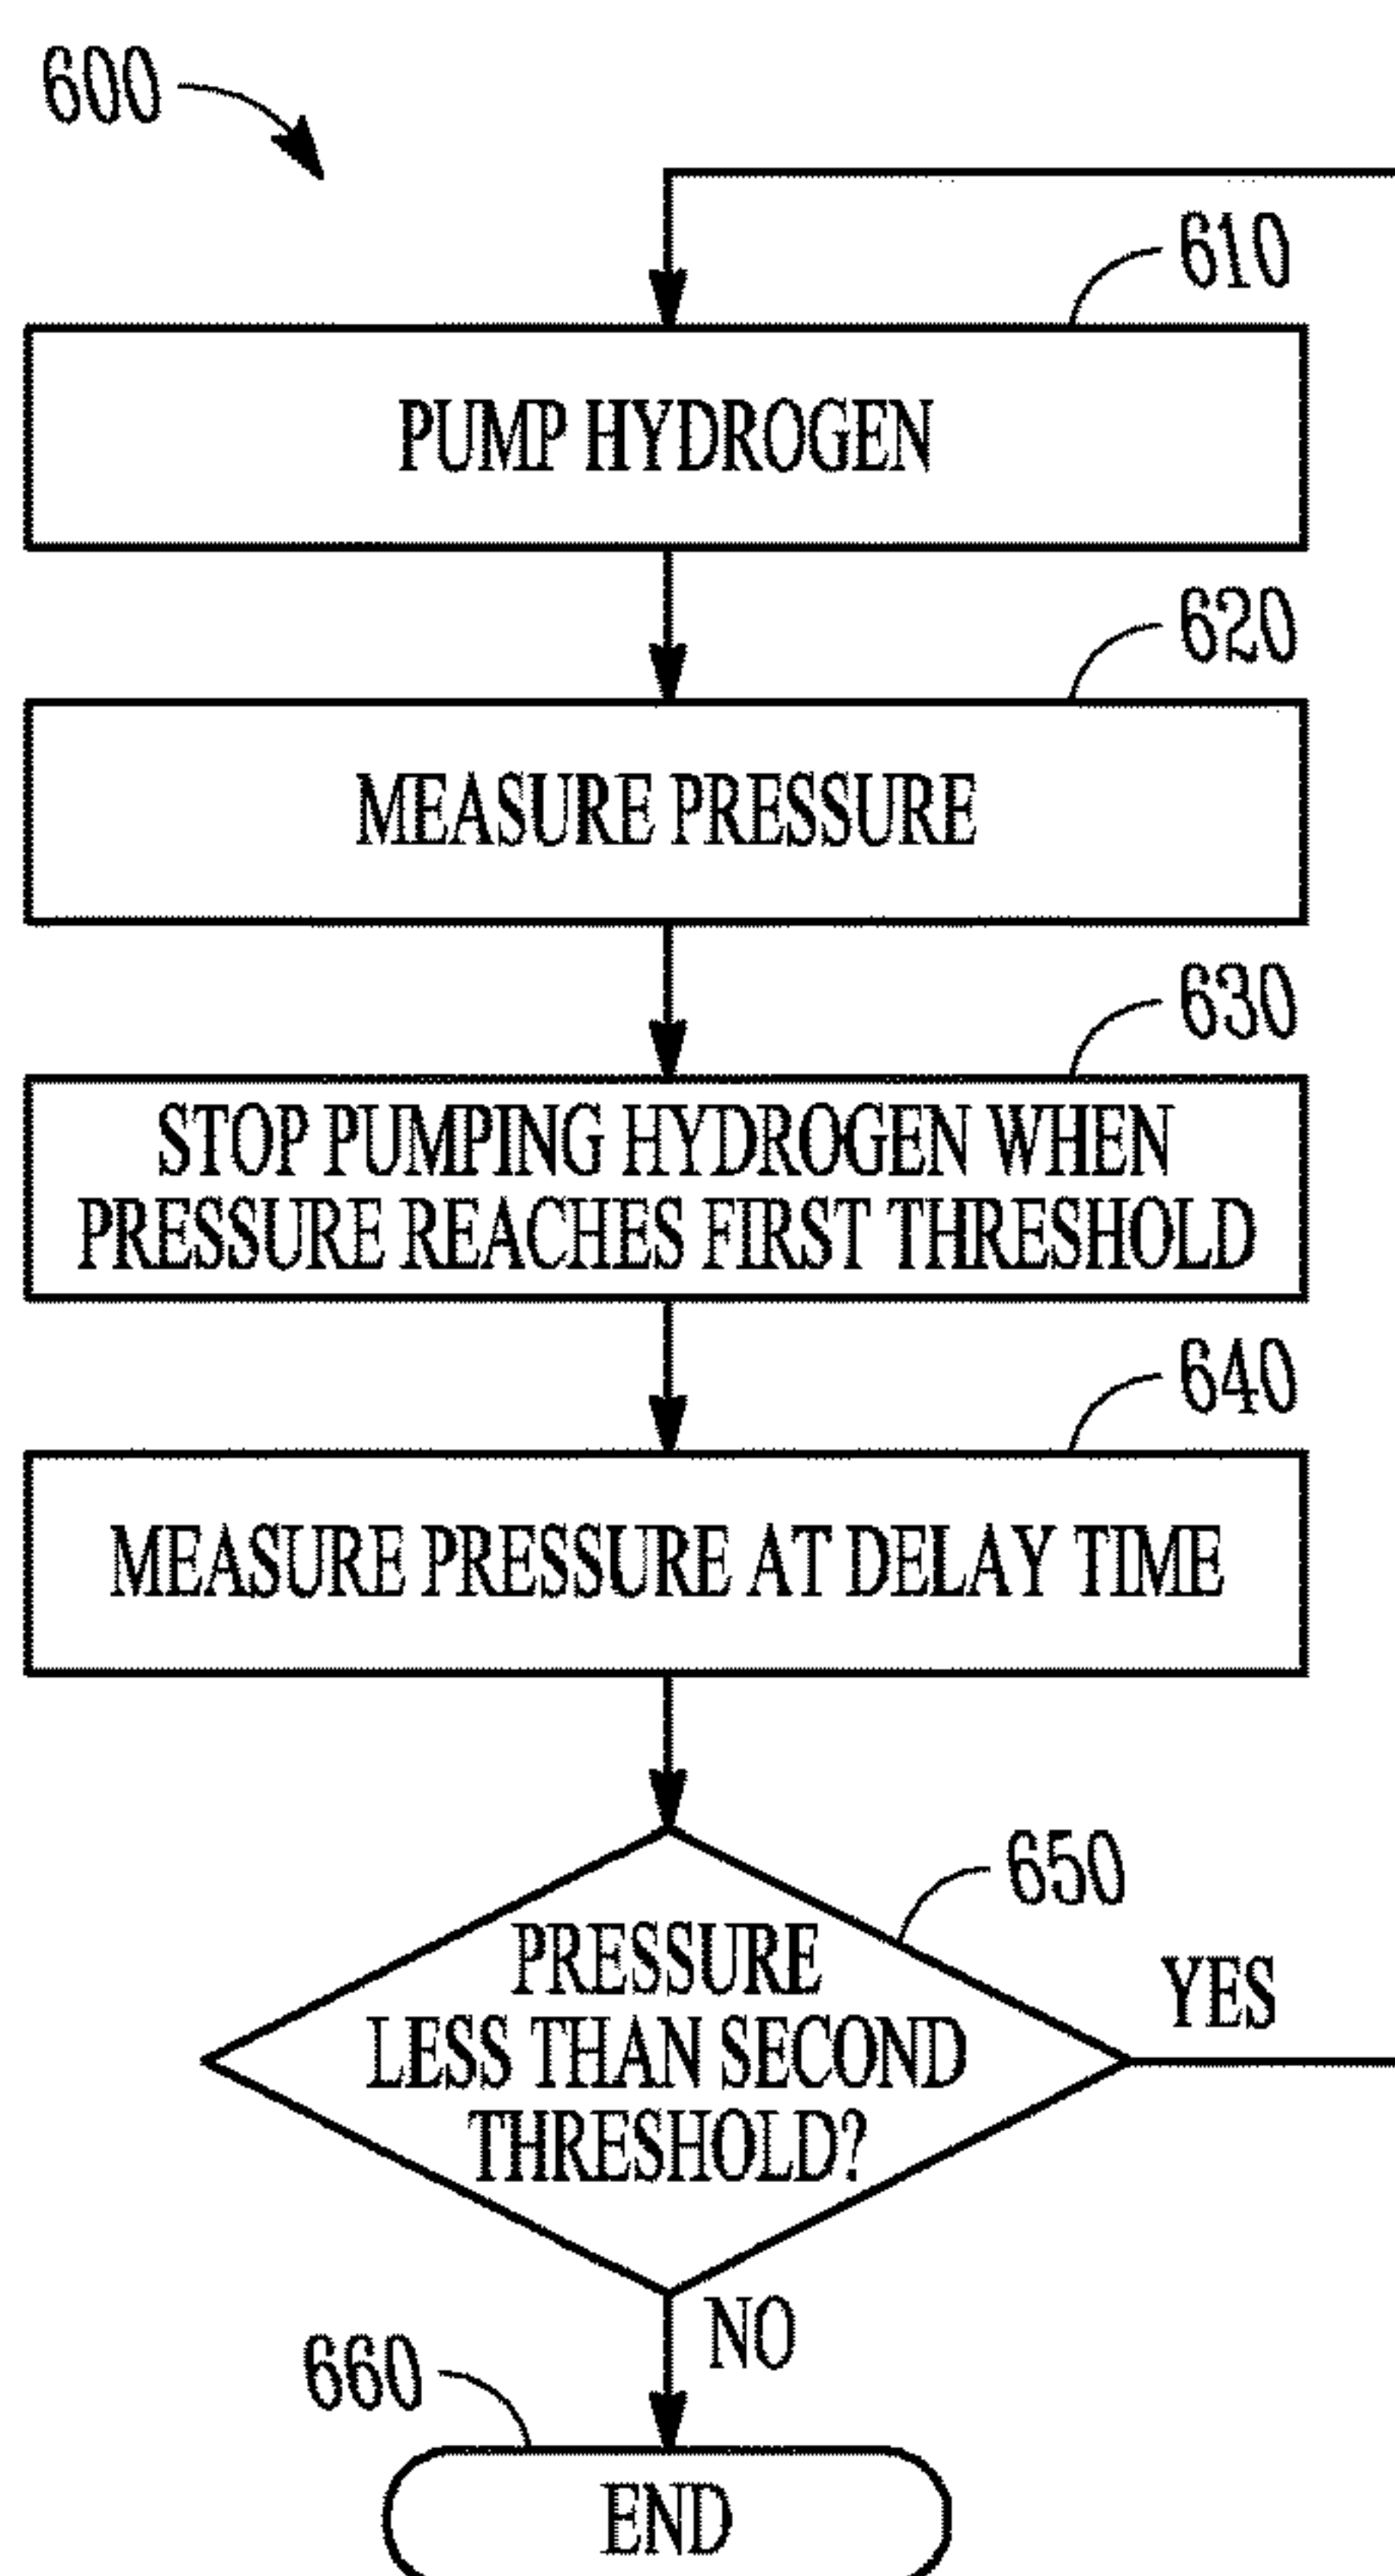 600
610
PUMP HYDROGEN
620
MEASURE PRESSURE
630
STOP PUMPING HYDROGEN WHEN
PRESSURE REACHES FIRST THRESHOLD
640
MEASURE PRESSURE AT DELAY TIME
650
PRESSURE
LESS THAN SECOND
THRESHOLD?
YES
NO
660
END